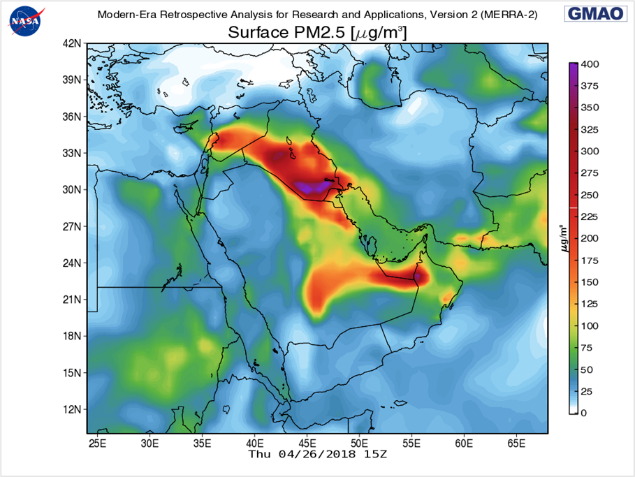 NASA
Modern-Era Retrospective Analysis for Research and Applications, Version 2 (MERRA-2)
GMAO
Surface PM2.5 [μg/m³]
42N
39N
36N
33N
30N
27N
24N
21N
18N
15N
12N
25E 30E 35E 40E 45E 50E 55E 60E 65E
400
375
350
325
300
275
250
225
200
175
150
125
100
75
50
25
0
μg/m³
Thu 04/26/2018 15Z